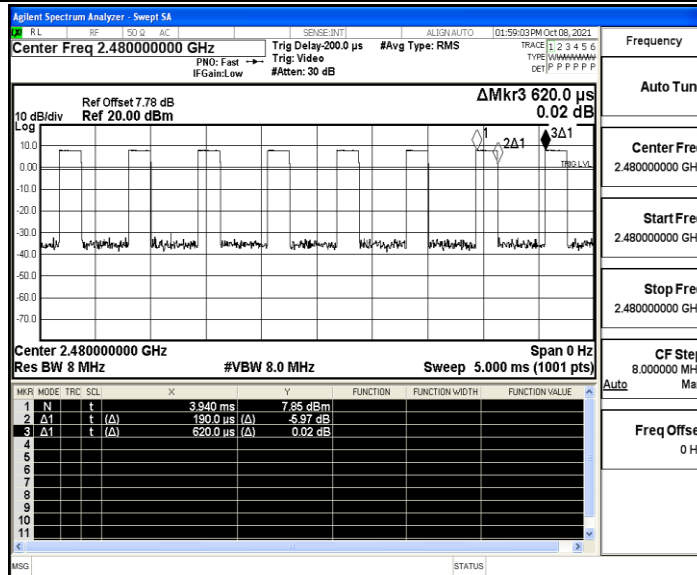 Agilent Spectrum Analyzer - Swept SA
RL RF 50 Ω AC SENSE:INT ALIGN AUTO 01:59:03 PM Oct 08, 2021
Center Freq 2.480000000 GHz
PNO: Fast
IFGain:Low
Trig Delay-200.0 µs
Trig: Video
#Atten: 30 dB
#Avg Type: RMS
TRACE 1 2 3 4 5 6
TYPE
DET P P P P P P
Frequency
Auto Tun
Center Fre
2.480000000 GH
Start Fre
2.480000000 GH
Stop Fre
2.480000000 GH
CF Ste
8.000000 MH
Auto Ma
Freq Offse
0 H
ΔMkr3 620.0 µs
0.02 dB
Ref Offset 7.78 dB
10 dB/div Ref 20.00 dBm
Log
1 2Δ1 3Δ1
TRIG LVL
10.0
0.00
-10.0
-20.0
-30.0
-40.0
-50.0
-60.0
-70.0
Center 2.480000000 GHz Span 0 Hz
Res BW 8 MHz #VBW 8.0 MHz Sweep 5.000 ms (1001 pts)
MKR MODE TRC SCL X Y FUNCTION FUNCTION WIDTH FUNCTION VALUE
1 N t 3.940 ms 7.85 dBm
2 Δ1 t (Δ) 190.0 µs (Δ) -5.97 dB
3 Δ1 t (Δ) 620.0 µs (Δ) 0.02 dB
4
5
6
7
8
9
10
11
MSG STATUS